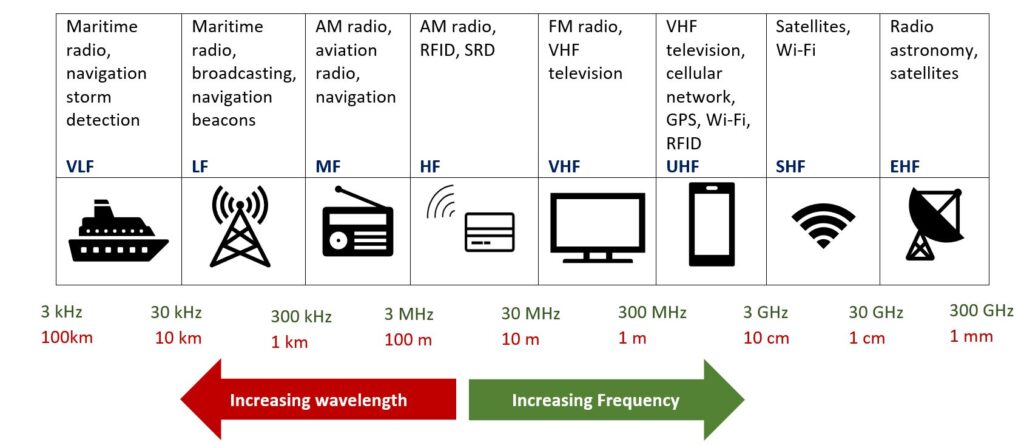 Maritime
radio,
navigation
storm
detection
VLF
Maritime
radio,
broadcasting,
navigation
beacons
LF
AM radio,
aviation
radio,
navigation
MF
AM radio,
RFID, SRD
HF
FM radio,
VHF
television
VHF
VHF
television,
cellular
network,
GPS, Wi-Fi,
RFID
UHF
Satellites,
Wi-Fi
SHF
Radio
astronomy,
satellites
EHF
3 kHz
100km
30 kHz
10 km
300 kHz
1 km
3 MHz
100 m
30 MHz
10 m
300 MHz
1 m
3 GHz
10 cm
30 GHz
1 cm
300 GHz
1 mm
Increasing wavelength
Increasing Frequency